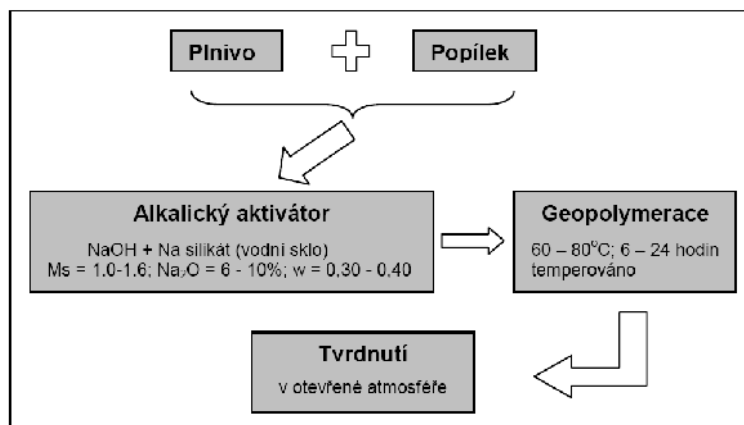 Plnivo
Popílek
Alkalický aktivátor
NaOH + Na silikát (vodní sklo)
Ms = 1.0-1.6; Na₂O = 6 - 10%; w = 0,30 - 0,40
Geopolymerace
60 – 80°C; 6 – 24 hodin
temperováno
Tvrdnutí
v otevřené atmosféře